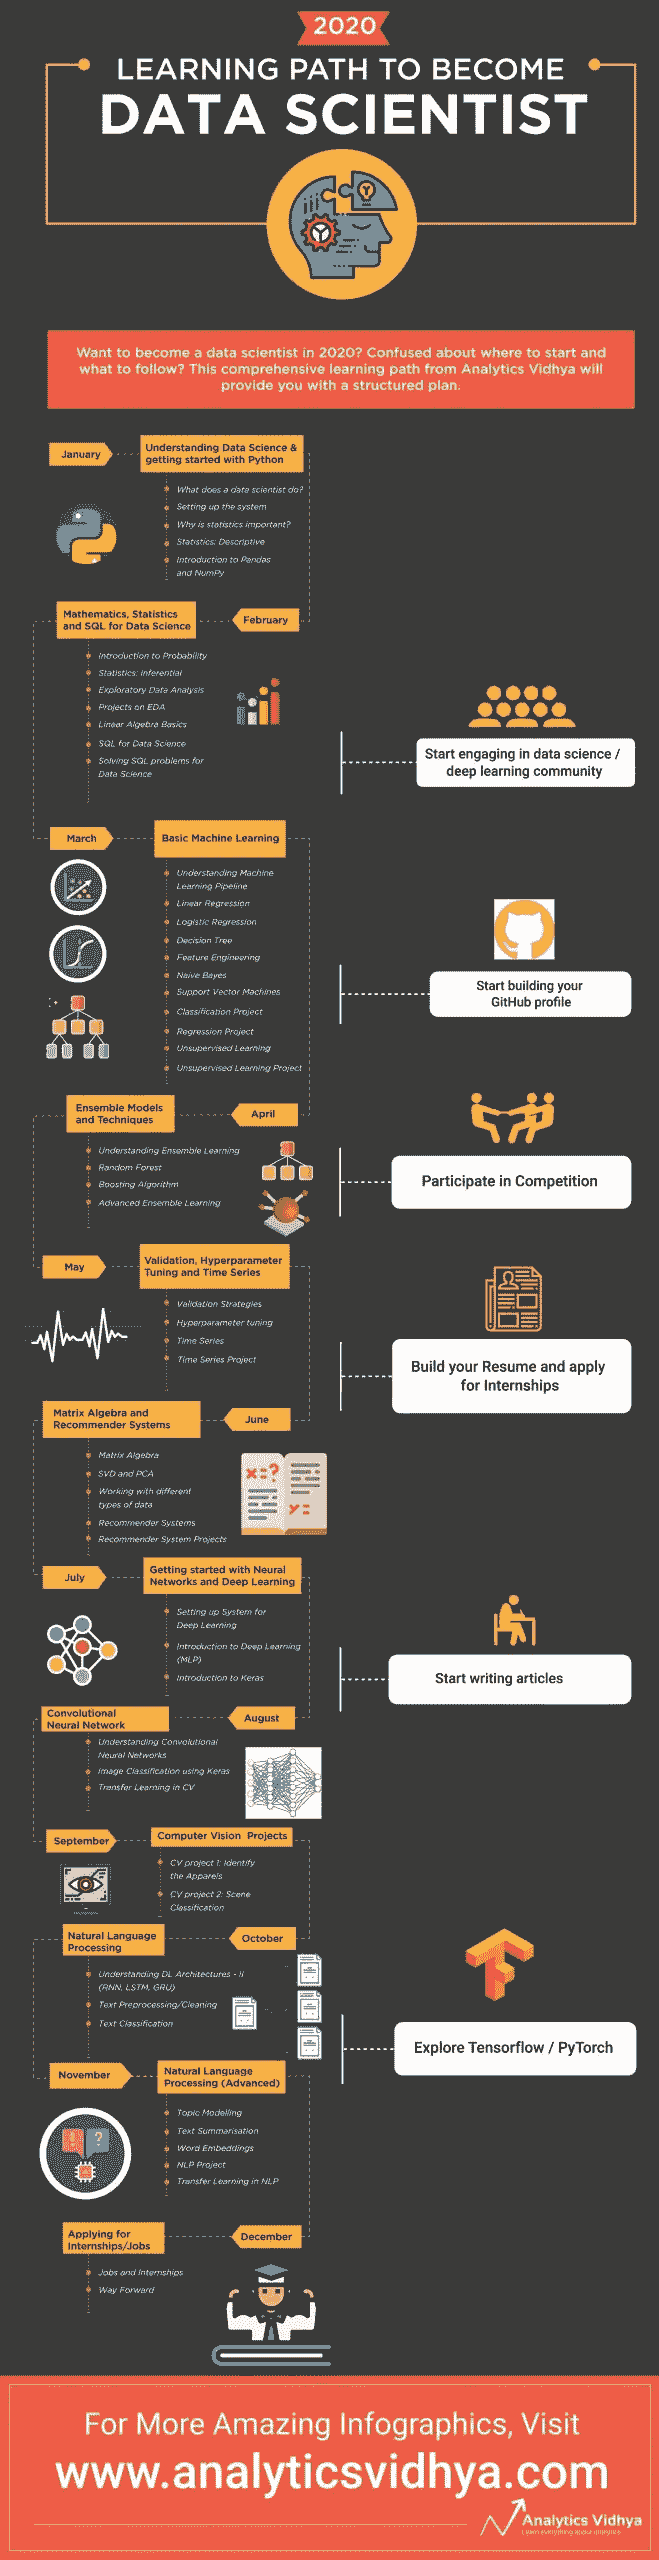 2020
LEARNING PATH TO BECOME
DATA SCIENTIST
Want to become a data scientist in 2020? Confused about where to start and
what to follow? This comprehensive learning path from Analytics Vidhya will
provide you with a structured plan.
January
Understanding Data Science &
getting started with Python
What does a data scientist do?
Setting up the system
Why is statistics important?
Statistics: Descriptive
Introduction to Pandas
and NumPy
Mathematics, Statistics
and SQL for Data Science
February
Introduction to Probability
Statistics: Inferential
Exploratory Data Analysis
Projects on EDA
Linear Algebra Basics
SQL for Data Science
Solving SQL problems for
Data Science
Start engaging in data science /
deep learning community
March
Basic Machine Learning
Understanding Machine
Learning Pipeline
Linear Regression
Logistic Regression
Decision Tree
Feature Engineering
Naive Bayes
Support Vector Machines
Classification Project
Regression Project
Unsupervised Learning
Unsupervised Learning Project
Start building your
GitHub profile
Ensemble Models
and Techniques
April
Understanding Ensemble Learning
Random Forest
Boosting Algorithm
Advanced Ensemble Learning
Participate in Competition
May
Validation, Hyperparameter
Tuning and Time Series
Validation Strategies
Hyperparameter tuning
Time Series
Time Series Project
Build your Resume and apply
for Internships
Matrix Algebra and
Recommender Systems
June
Matrix Algebra
SVD and PCA
Working with different
types of data
Recommender Systems
Recommender System Projects
x=?
y=
July
Getting started with Neural
Networks and Deep Learning
Setting up System for
Deep Learning
Introduction to Deep Learning
(MLP)
Introduction to Keras
Start writing articles
Convolutional
Neural Network
August
Understanding Convolutional
Neural Networks
Image Classification using Keras
Transfer Learning in CV
September
Computer Vision Projects
CV project 1: Identify
the Apparels
CV project 2: Scene
Classification
Natural Language
Processing
October
Understanding DL Architectures - II
(RNN, LSTM, GRU)
Text Preprocessing/Cleaning
Text Classification
Explore Tensorflow / PyTorch
November
Natural Language
Processing (Advanced)
Topic Modelling
Text Summarisation
Word Embeddings
NLP Project
Transfer Learning in NLP
?
Applying for
Internships/Jobs
December
Jobs and Internships
Way Forward
For More Amazing Infographics, Visit
www.analyticsvidhya.com
Analytics Vidhya
Learn everything about analytics